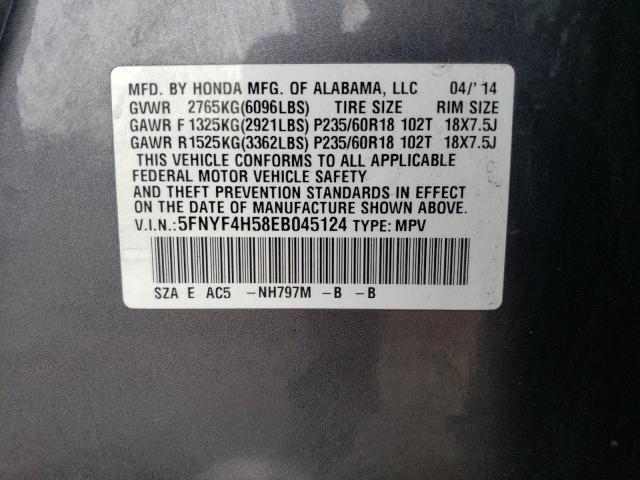 MFD. BY HONDA MFG. OF ALABAMA, LLC 04/'14
GVWR 2765KG(6096LBS) TIRE SIZE RIM SIZE
GAWR F 1325KG(2921LBS) P235/60R18 102T 18X7.5J
GAWR R1525KG(3362LBS) P235/60R18 102T 18X7.5J
THIS VEHICLE CONFORMS TO ALL APPLICABLE
FEDERAL MOTOR VEHICLE SAFETY
AND THEFT PREVENTION STANDARDS IN EFFECT
ON THE DATE OF MANUFACTURE SHOWN ABOVE.
V.I.N.:5FNYF4H58EB045124 TYPE: MPV
SZA E AC5 -NH797M -B -B